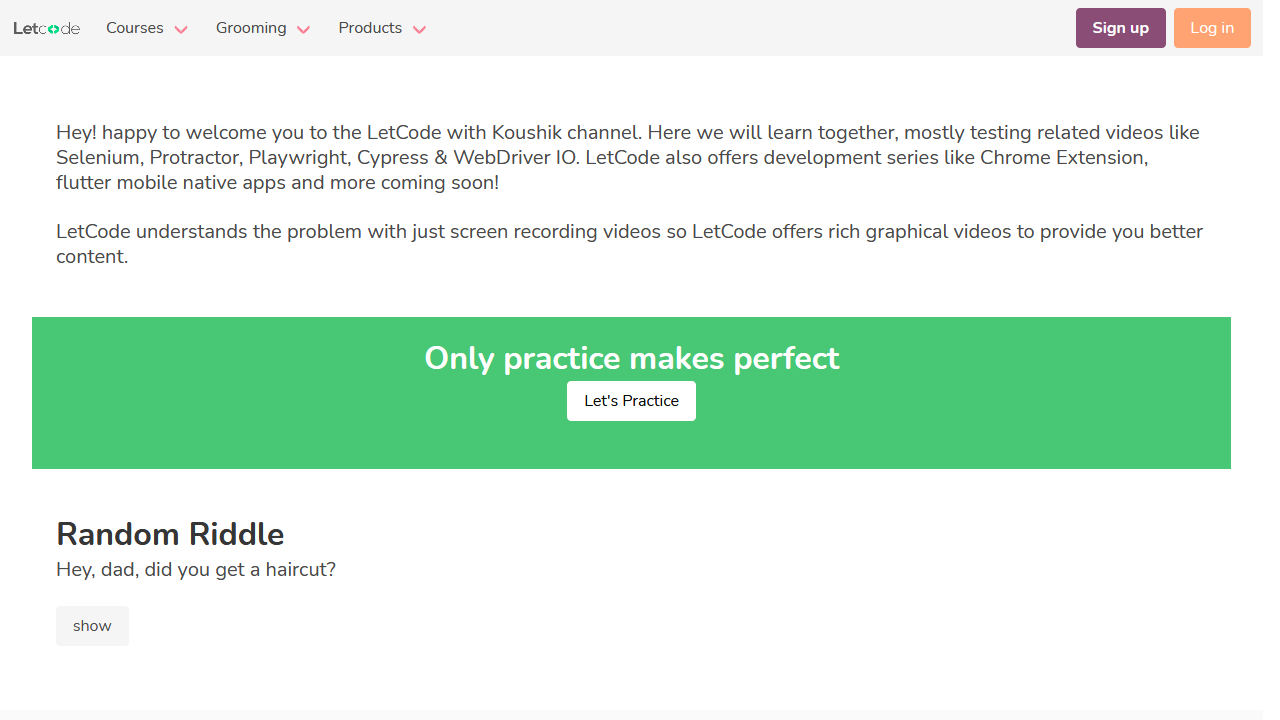 Letcode Courses Grooming Products Sign up Log in
Hey! happy to welcome you to the LetCode with Koushik channel. Here we will learn together, mostly testing related videos like
Selenium, Protractor, Playwright, Cypress & WebDriver IO. LetCode also offers development series like Chrome Extension,
flutter mobile native apps and more coming soon!
LetCode understands the problem with just screen recording videos so LetCode offers rich graphical videos to provide you better
content.
Only practice makes perfect
Let's Practice
Random Riddle
Hey, dad, did you get a haircut?
show